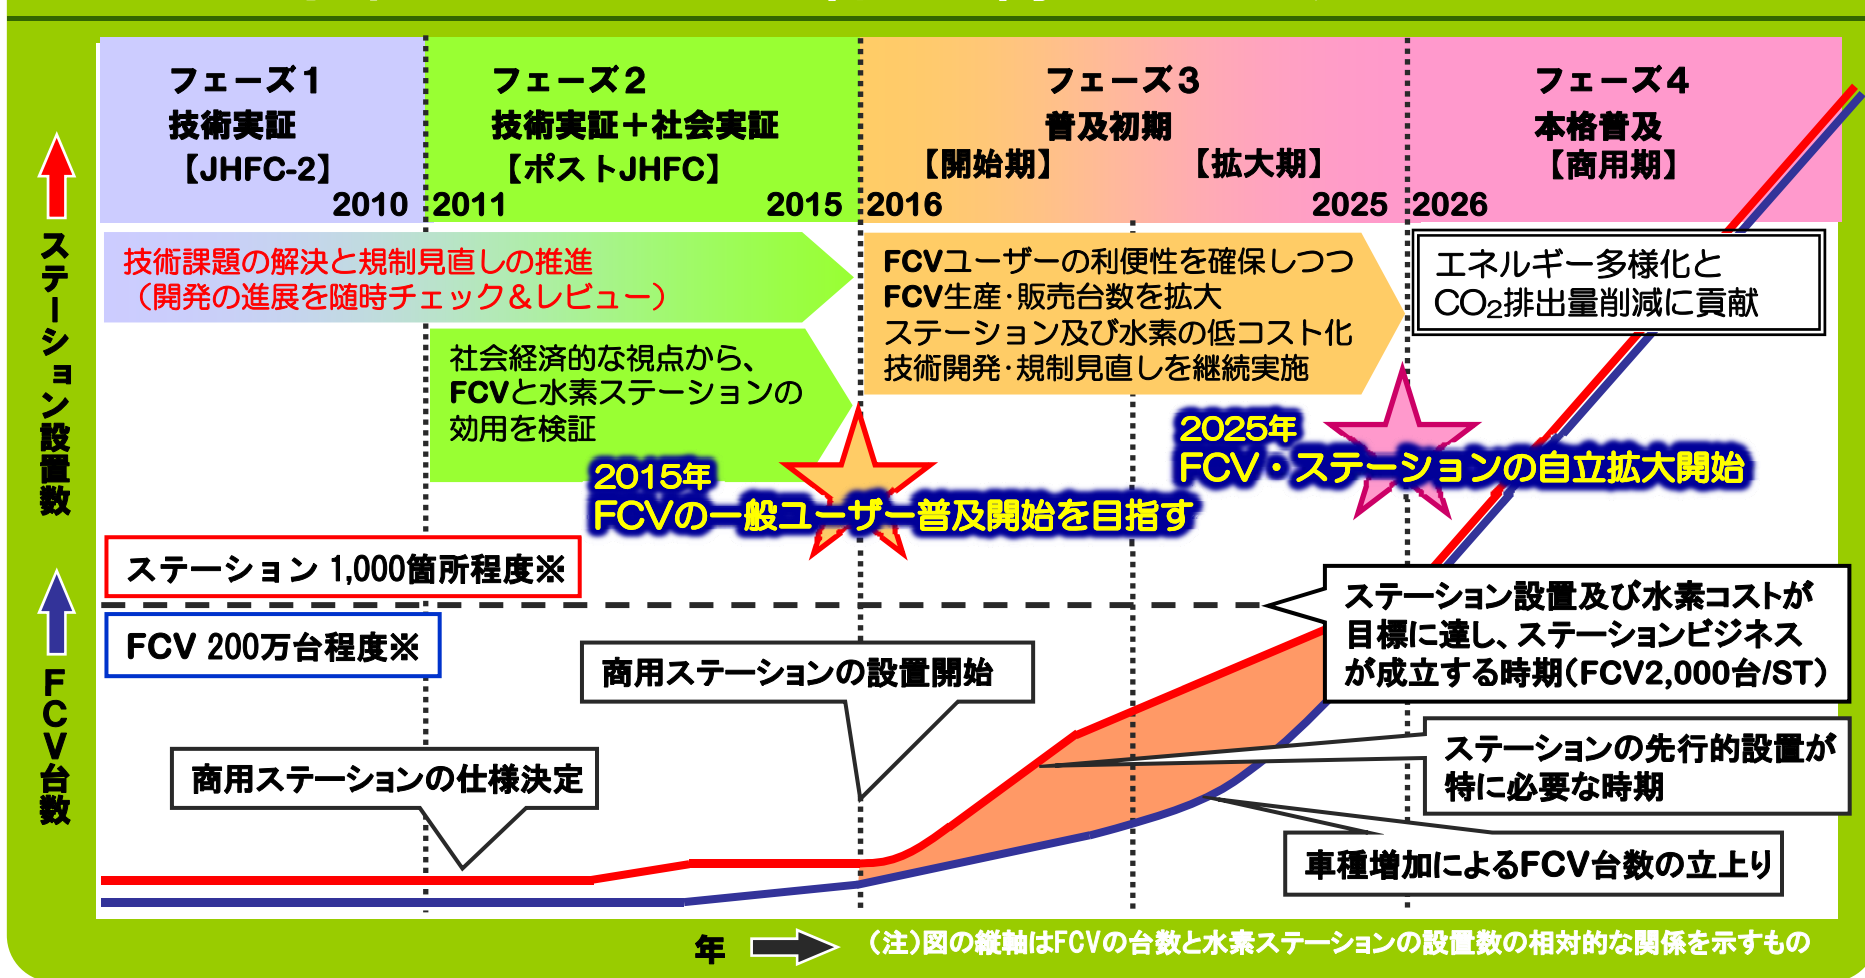 フェーズ1
技術実証
【JHFC-2】
2010
フェーズ2
技術実証＋社会実証
【ポストJHFC】
2011
2015
フェーズ3
普及初期
【開始期】
【拡大期】
2016
2025
フェーズ4
本格普及
【商用期】
2026
ステーション設置数
FCV台数
技術課題の解決と規制見直しの推進
（開発の進展を随時チェック＆レビュー）
社会経済的な視点から、
FCVと水素ステーションの
効用を検証
FCVユーザーの利便性を確保しつつ
FCV生産・販売台数を拡大
ステーション及び水素の低コスト化
技術開発・規制見直しを継続実施
エネルギー多様化と
CO₂排出量削減に貢献
2015年
FCVの一般ユーザー普及開始を目指す
2025年
FCV・ステーションの自立拡大開始
ステーション 1,000箇所程度※
FCV 200万台程度※
商用ステーションの設置開始
商用ステーションの仕様決定
ステーション設置及び水素コストが
目標に達し、ステーションビジネス
が成立する時期（FCV2,000台/ST）
ステーションの先行的設置が
特に必要な時期
車種増加によるFCV台数の立上り
年
（注）図の縦軸はFCVの台数と水素ステーションの設置数の相対的な関係を示すもの